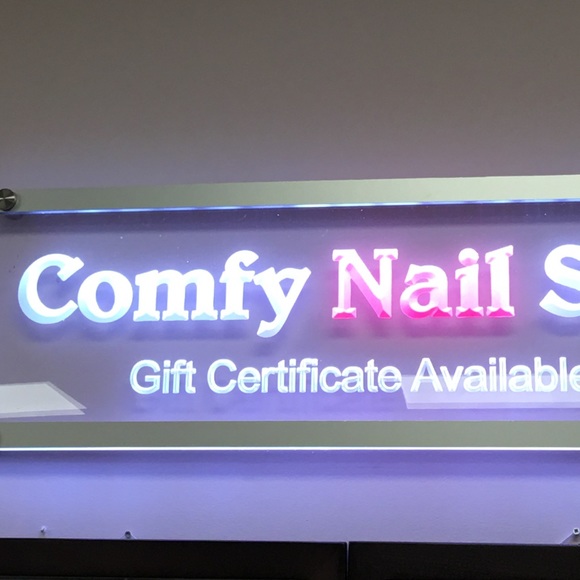 Comfy Nail S
Gift Certificate Available